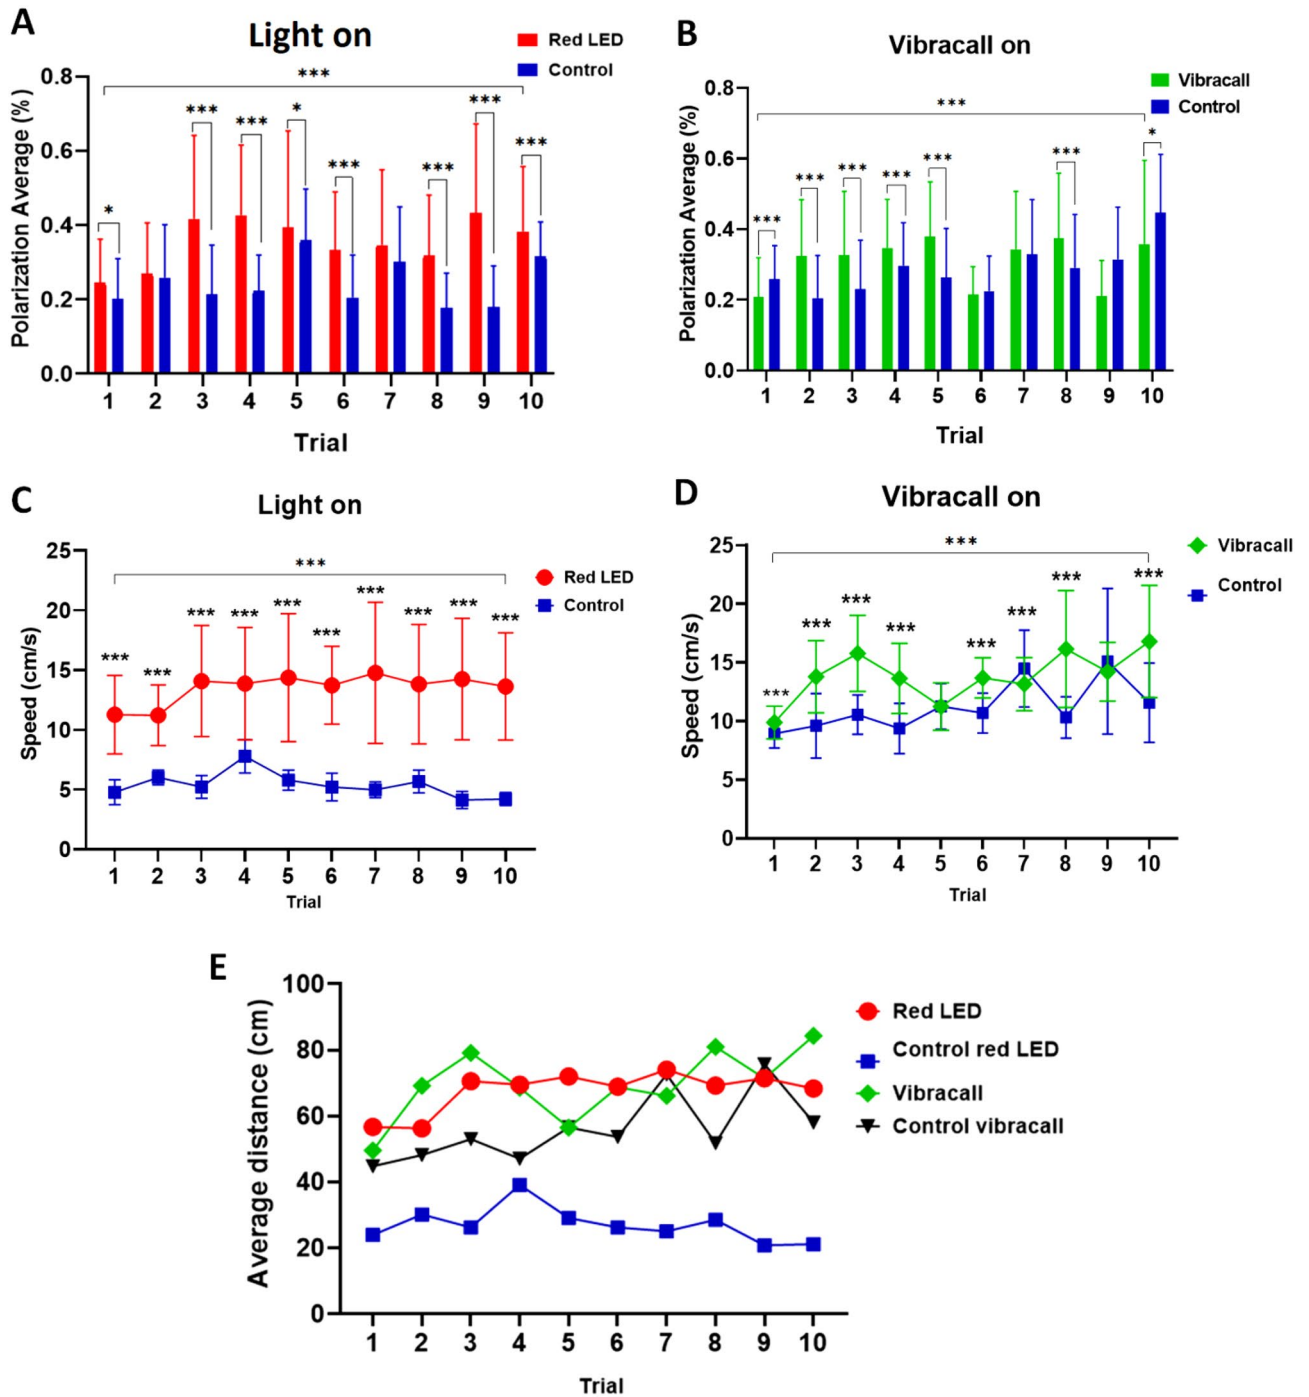 A
Light on
Red LED
Control
Polarization Average (%)
0.8
0.6
0.4
0.2
0.0
***
*
***
***
*
***
***
***
***
1 2 3 4 5 6 7 8 9 10
Trial
B
Vibracall on
Vibracall
Control
Polarization Average (%)
0.8
0.6
0.4
0.2
0.0
***
***
***
***
***
***
***
*
1 2 3 4 5 6 7 8 9 10
Trial
C
Light on
Red LED
Control
Speed (cm/s)
25
20
15
10
5
0
***
***
***
***
***
***
***
***
***
***
***
1 2 3 4 5 6 7 8 9 10
Trial
D
Vibracall on
Vibracall
Control
Speed (cm/s)
25
20
15
10
5
0
***
***
***
***
***
***
***
***
***
1 2 3 4 5 6 7 8 9 10
Trial
E
Red LED
Control red LED
Vibracall
Control vibracall
Average distance (cm)
100
80
60
40
20
0
1 2 3 4 5 6 7 8 9 10
Trial